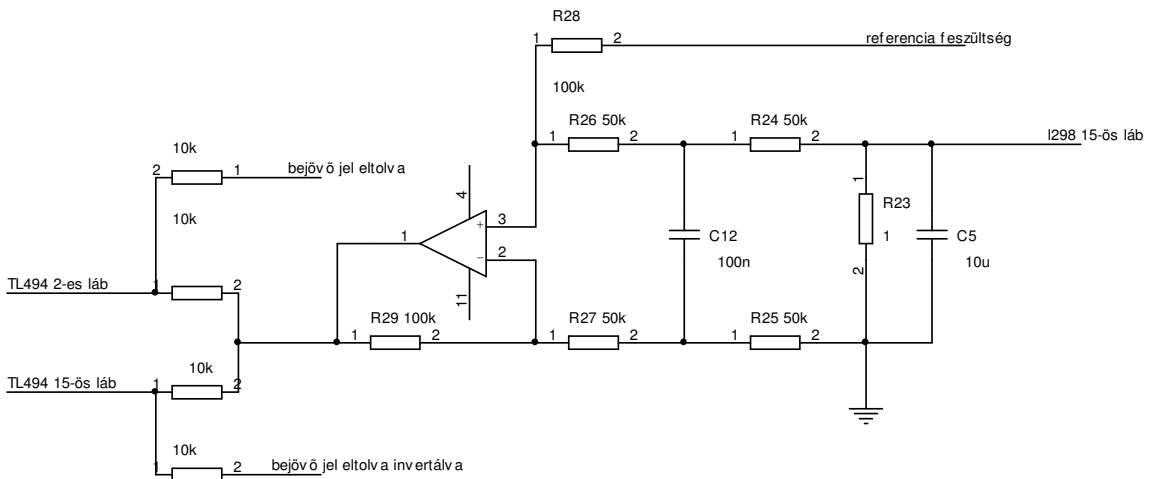 R28
1 2 referencia feszültség
100k
R26 50k R24 50k
1 2 1 2 l298 15-ös láb
10k
2 1 bejövõ jel eltolva
10k
4
1
3
+
1
R23
1
2
-
C12
100n
C5
10u
2
11
TL494 2-es láb 1 2
R29 100k R27 50k R25 50k
1 2 1 2 1 2
10k
TL494 15-ös láb 1 2
10k
1 2 bejövõ jel eltolva invertálva